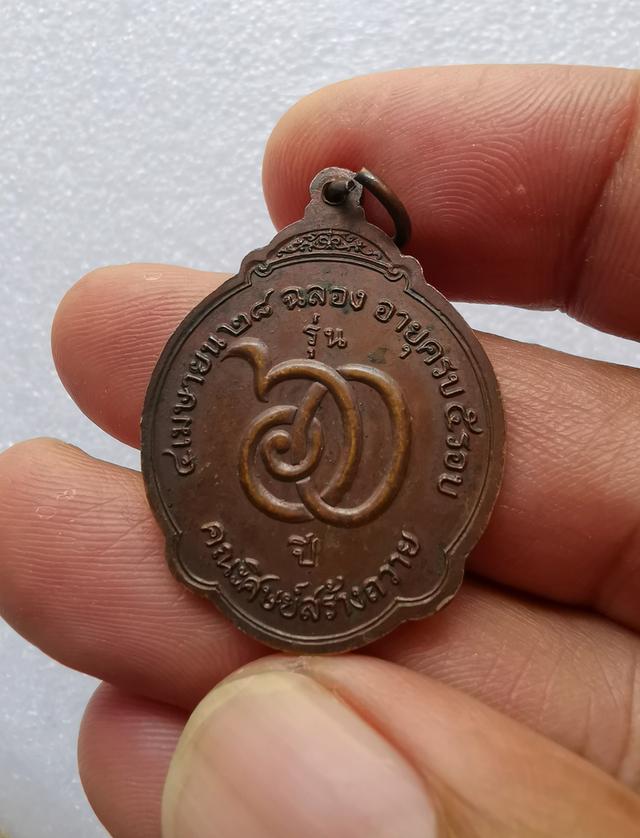 ๔ เมษายน ๒๘ ฉลอง อายุครบ ๕ รอบ
รุ่น
๖๐
ปี
คณะศิษย์สร้างถวาย